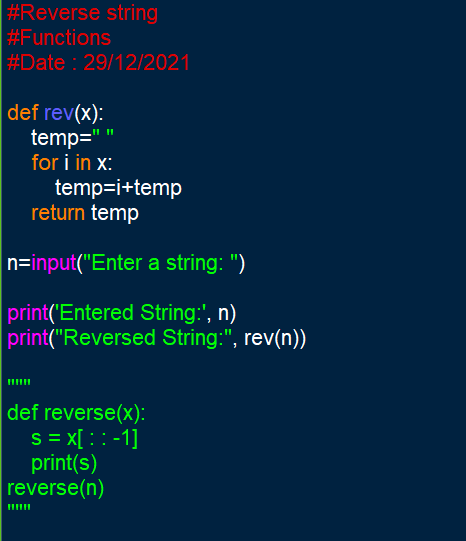 #Reverse string
#Functions
#Date : 29/12/2021
def rev(x):
    temp=" "
    for i in x:
        temp=i+temp
    return temp
n=input("Enter a string: ")
print('Entered String:', n)
print("Reversed String:", rev(n))
"""
def reverse(x):
    s = x[ : : -1]
    print(s)
reverse(n)
"""